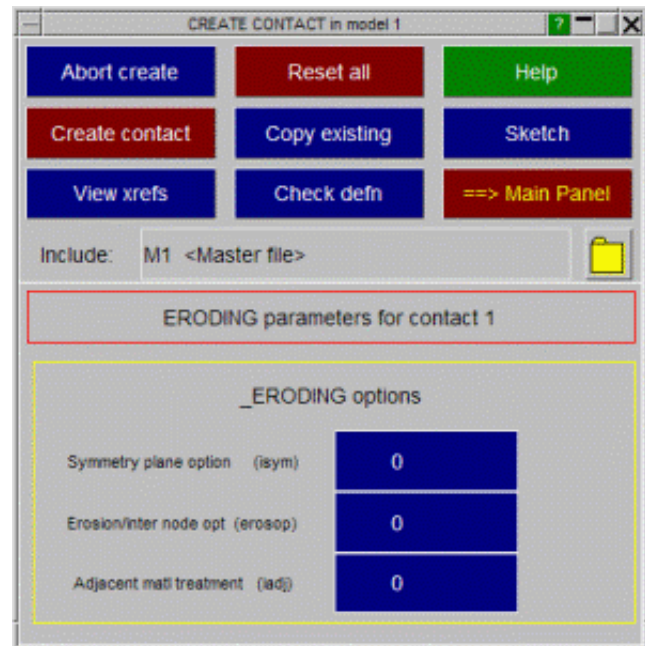 CREATE CONTACT in model 1 ?
Abort create Reset all Help
Create contact Copy existing Sketch
View xrefs Check defn ==> Main Panel
Include: M1 <Master file>
ERODING parameters for contact 1
_ERODING options
Symmetry plane option (isym) 0
Erosion/inter node opt (erosop) 0
Adjacent matl treatment (iadj) 0